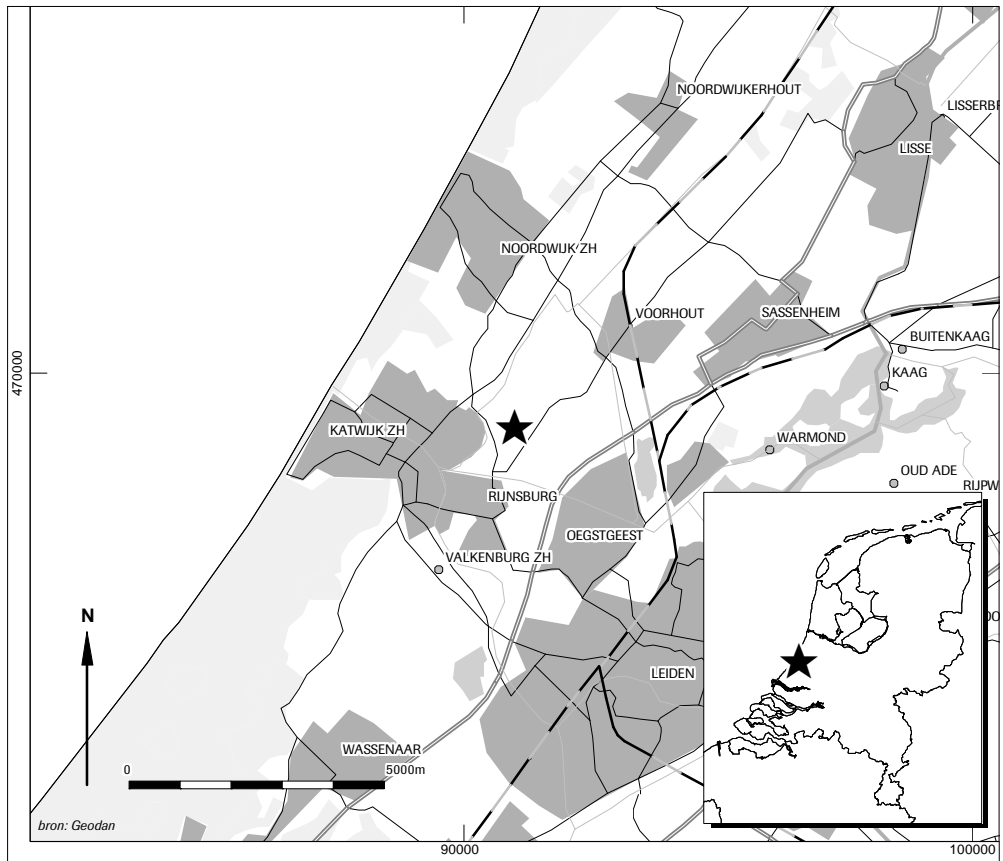 NOORDWIJKERHOUT
LISSERBR
LISSE
NOORDWIJK ZH
VOORHOUT
SASSENHEIM
BUITENKAAG
470000
KAAG
KATWIJK ZH
WARMOND
OUD ADE
RIJPW
RIJNSBURG
OEGSTGEEST
VALKENBURG ZH
N
LEIDEN
WASSENAAR
0
5000m
bron: Geodan
90000
100000